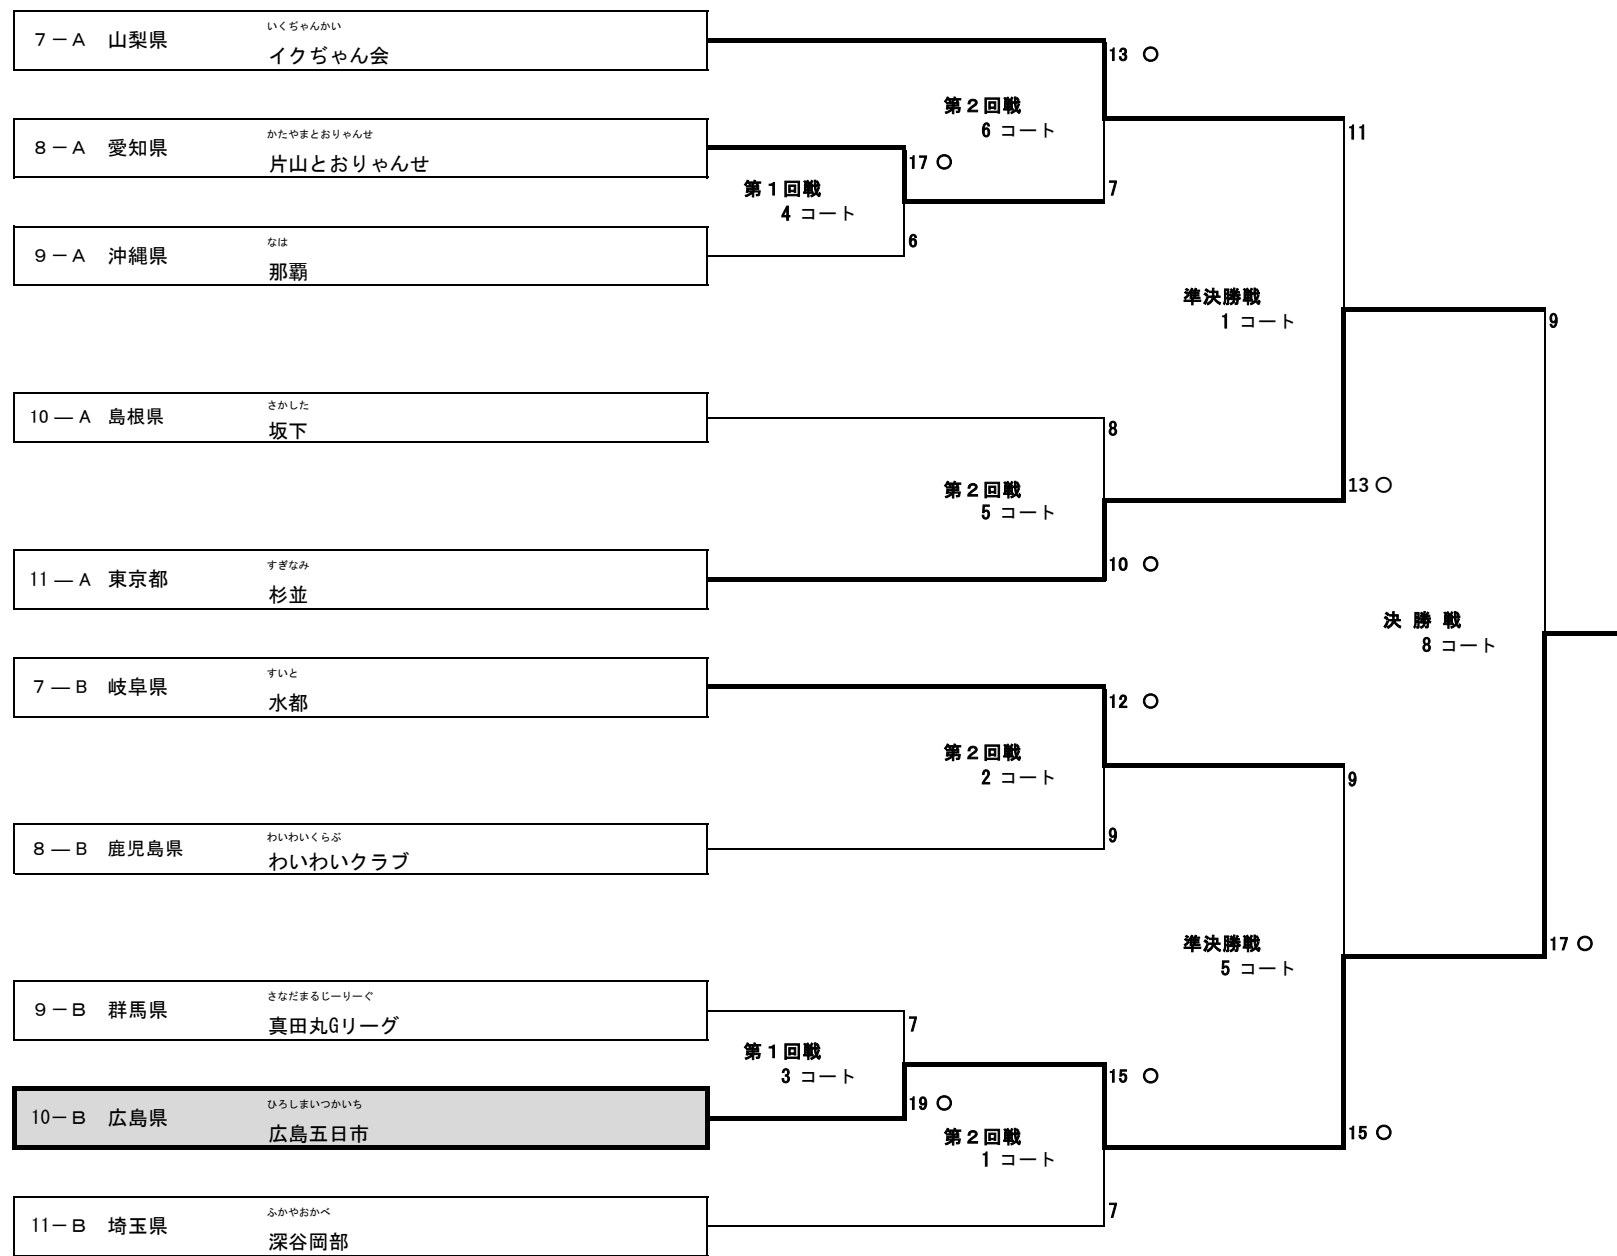 いくぢゃんかい
7－A 山梨県 イクぢゃん会
13 ○
第２回戦
6 コート
11
かたやまとおりゃんせ
8－A 愛知県 片山とおりゃんせ
17 ○
第１回戦
4 コート
7
なは
9－A 沖縄県 那覇
6
準決勝戦
1 コート
9
さかした
10 ― A 島根県 坂下
8
第２回戦
5 コート
13 ○
すぎなみ
11 ― A 東京都 杉並
10 ○
決 勝 戦
8 コート
すいと
7 ― B 岐阜県 水都
12 ○
第２回戦
2 コート
9
わいわいくらぶ
8 ― B 鹿児島県 わいわいクラブ
9
準決勝戦
5 コート
17 ○
さなだまるじーりーぐ
9－B 群馬県 真田丸Gリーグ
7
第１回戦
3 コート
15 ○
ひろしまいつかいち
10－B 広島県 広島五日市
19 ○
第２回戦
1 コート
15 ○
ふかやおかべ
11－B 埼玉県 深谷岡部
7